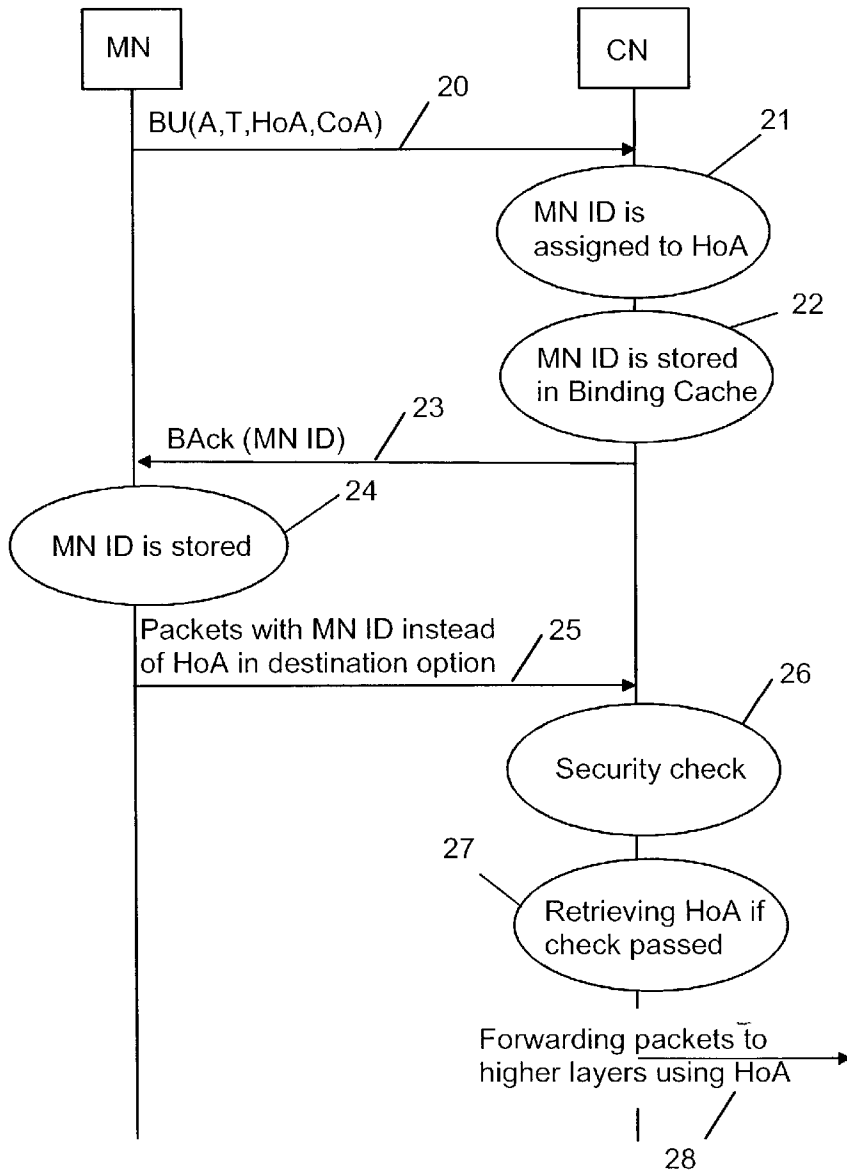 MN
CN
20
BU(A,T,HoA,CoA)
21
MN ID is
assigned to HoA
22
MN ID is stored
in Binding Cache
23
BAck (MN ID)
24
MN ID is stored
Packets with MN ID instead
of HoA in destination option
25
26
Security check
27
Retrieving HoA if
check passed
Forwarding packets to
higher layers using HoA
28